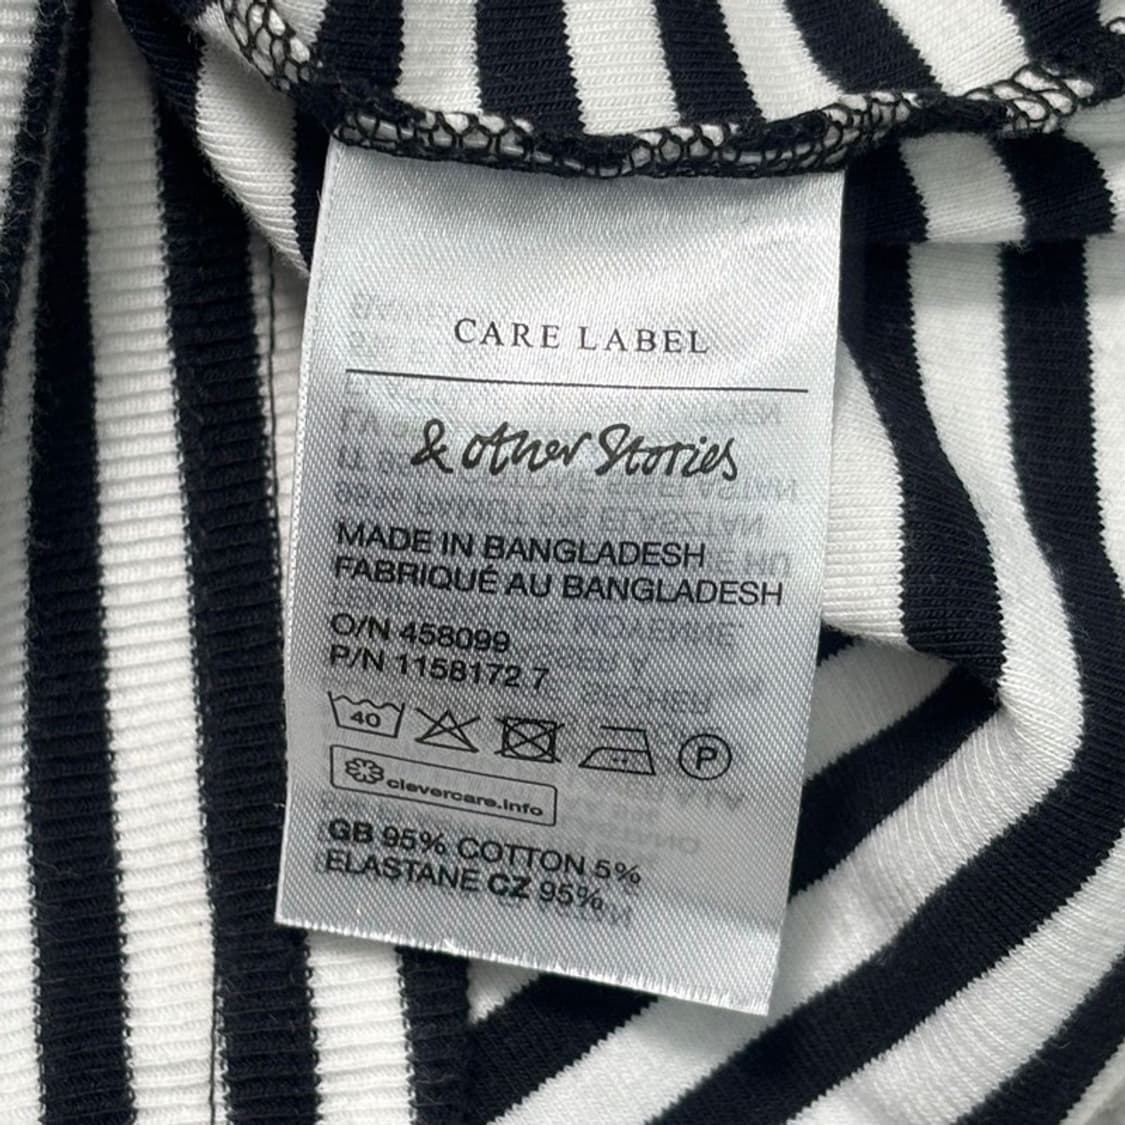 CARE LABEL
& other Stories
MADE IN BANGLADESH
FABRIQUÉ AU BANGLADESH
O/N 458099
P/N 1158172 7
40
P
clevercare.info
GB 95% COTTON 5%
ELASTANE CZ 95%